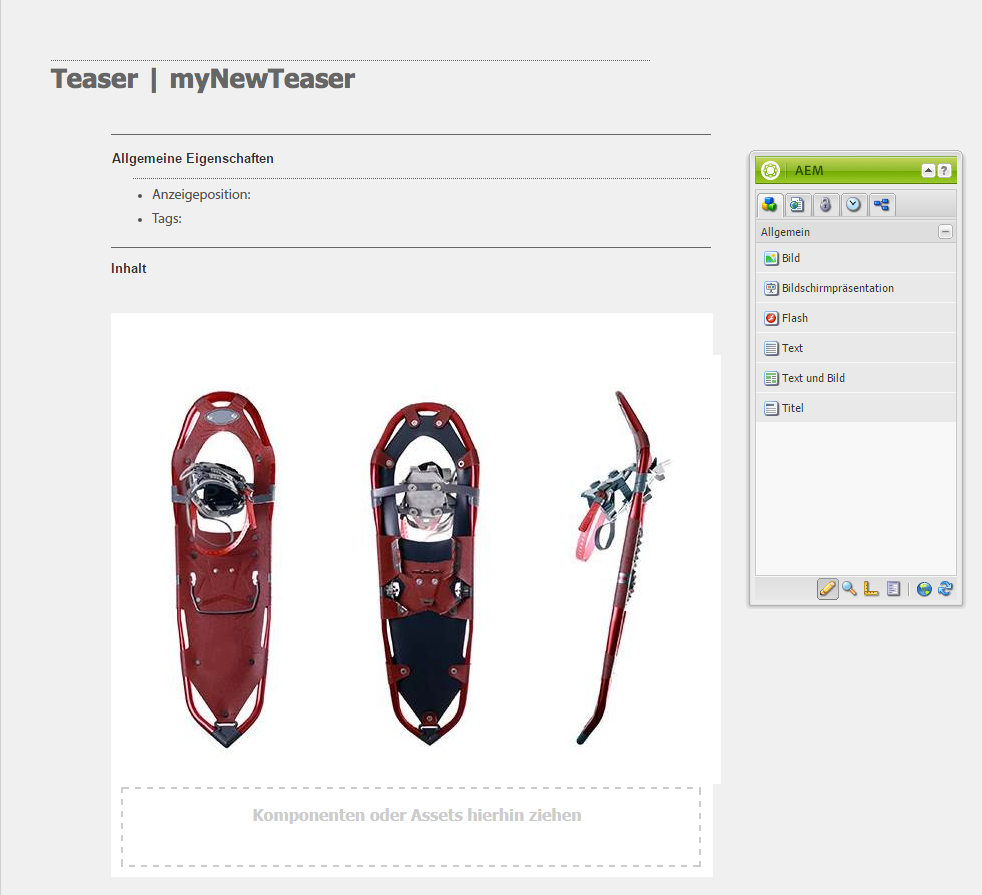 Teaser | myNewTeaser
Allgemeine Eigenschaften
• Anzeigeposition:
• Tags:
Inhalt
Komponenten oder Assets hierhin ziehen
AEM
?
Allgemein
Bild
Bildschirmpräsentation
Flash
Text
Text und Bild
Titel